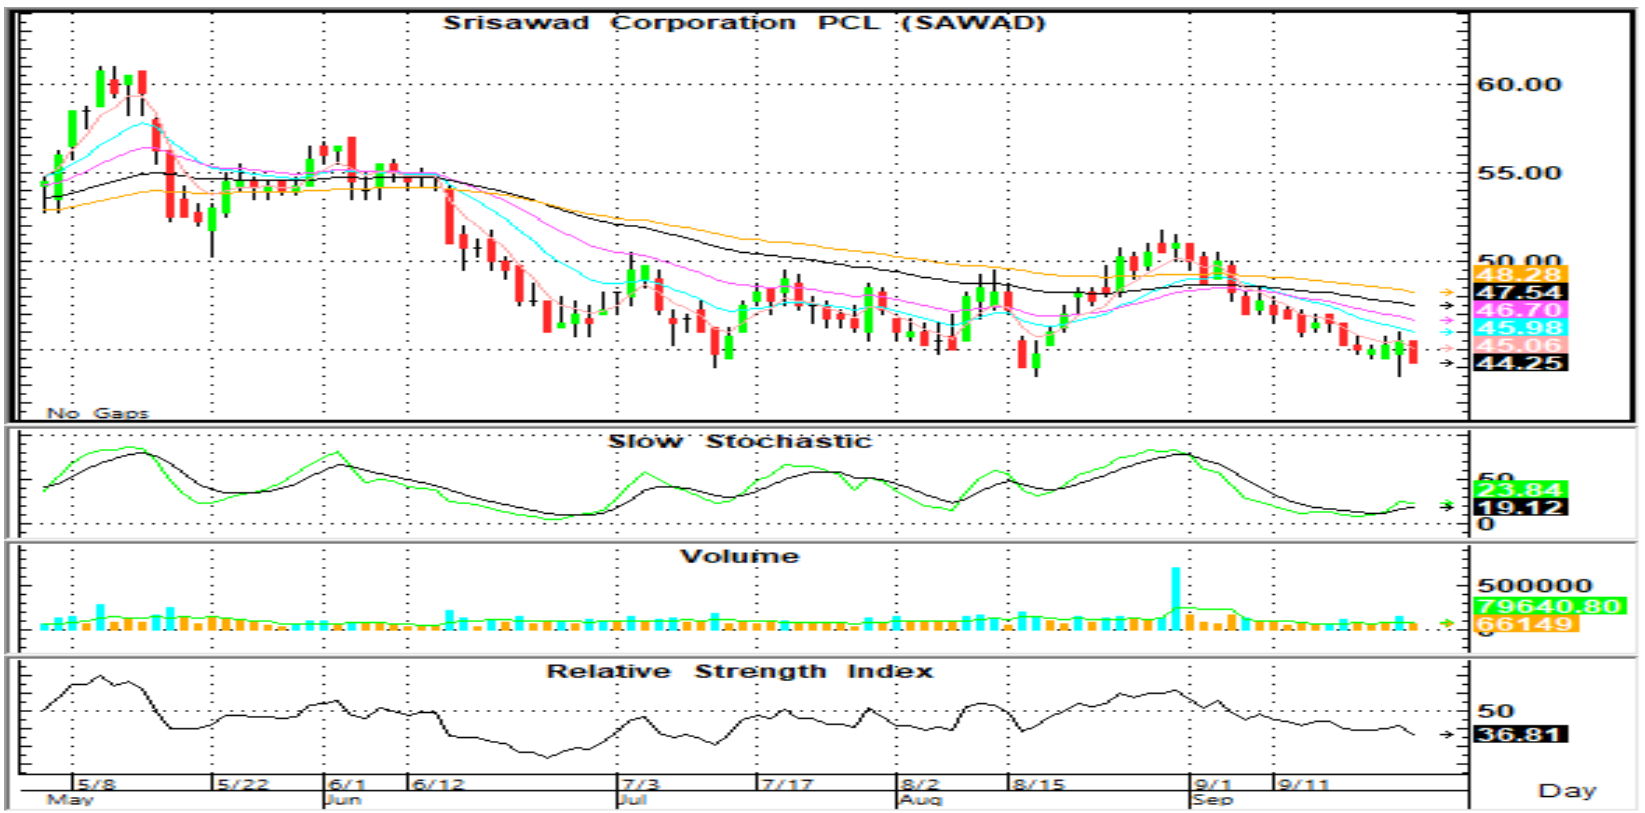 Srisawad Corporation PCL (SAWAD)
60.00
55.00
50.00
48.28
47.54
46.70
45.98
45.06
44.25
No Gaps
Slow Stochastic
50
23.84
19.12
0
Volume
500000
79640.80
66149
0
Relative Strength Index
50
36.81
5/8 5/22 6/1 6/12 7/3 7/17 8/2 8/15 9/1 9/11
May Jun Jul Aug Sep
Day